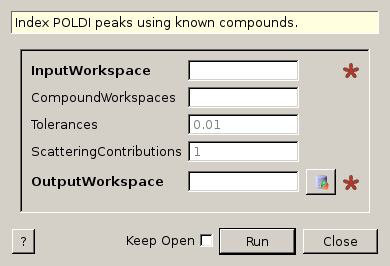 Index POLDI peaks using known compounds.
InputWorkspace *
CompoundWorkspaces
Tolerances 0.01
ScatteringContributions 1
OutputWorkspace *
? Keep Open Run Close